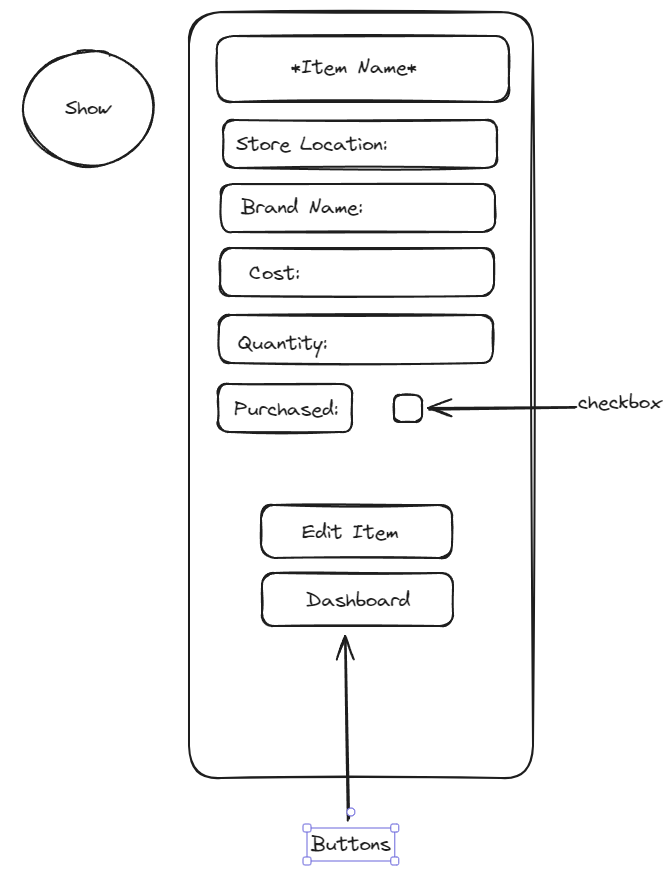 Show
*Item Name*
Store Location:
Brand Name:
Cost:
Quantity:
Purchased:
checkbox
Edit Item
Dashboard
Buttons